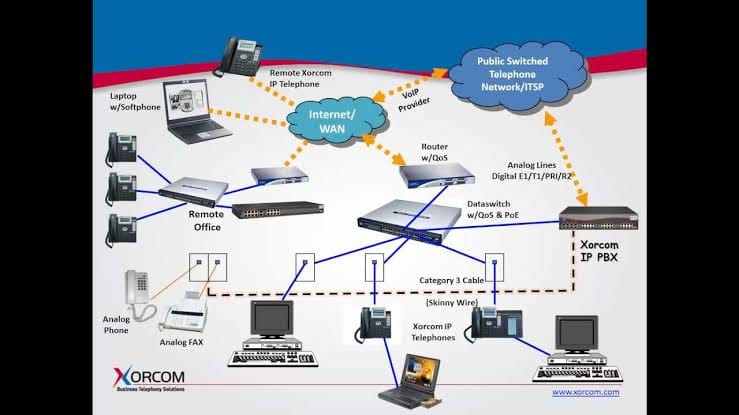 Public Switched
Telephone
Network/ITSP
Remote Xorcom
IP Telephone
VoIP
Provider
Laptop
w/Softphone
Internet/
WAN
Router
w/QoS
Analog Lines
Digital E1/T1/PRI/R2
Dataswitch
w/QoS & PoE
Remote
Office
Xorcom
IP PBX
Category 3 Cable
(Skinny Wire)
Analog
Phone
Analog FAX
Xorcom IP
Telephones
XORCOM
Business Telephony Solutions
www.xorcom.com